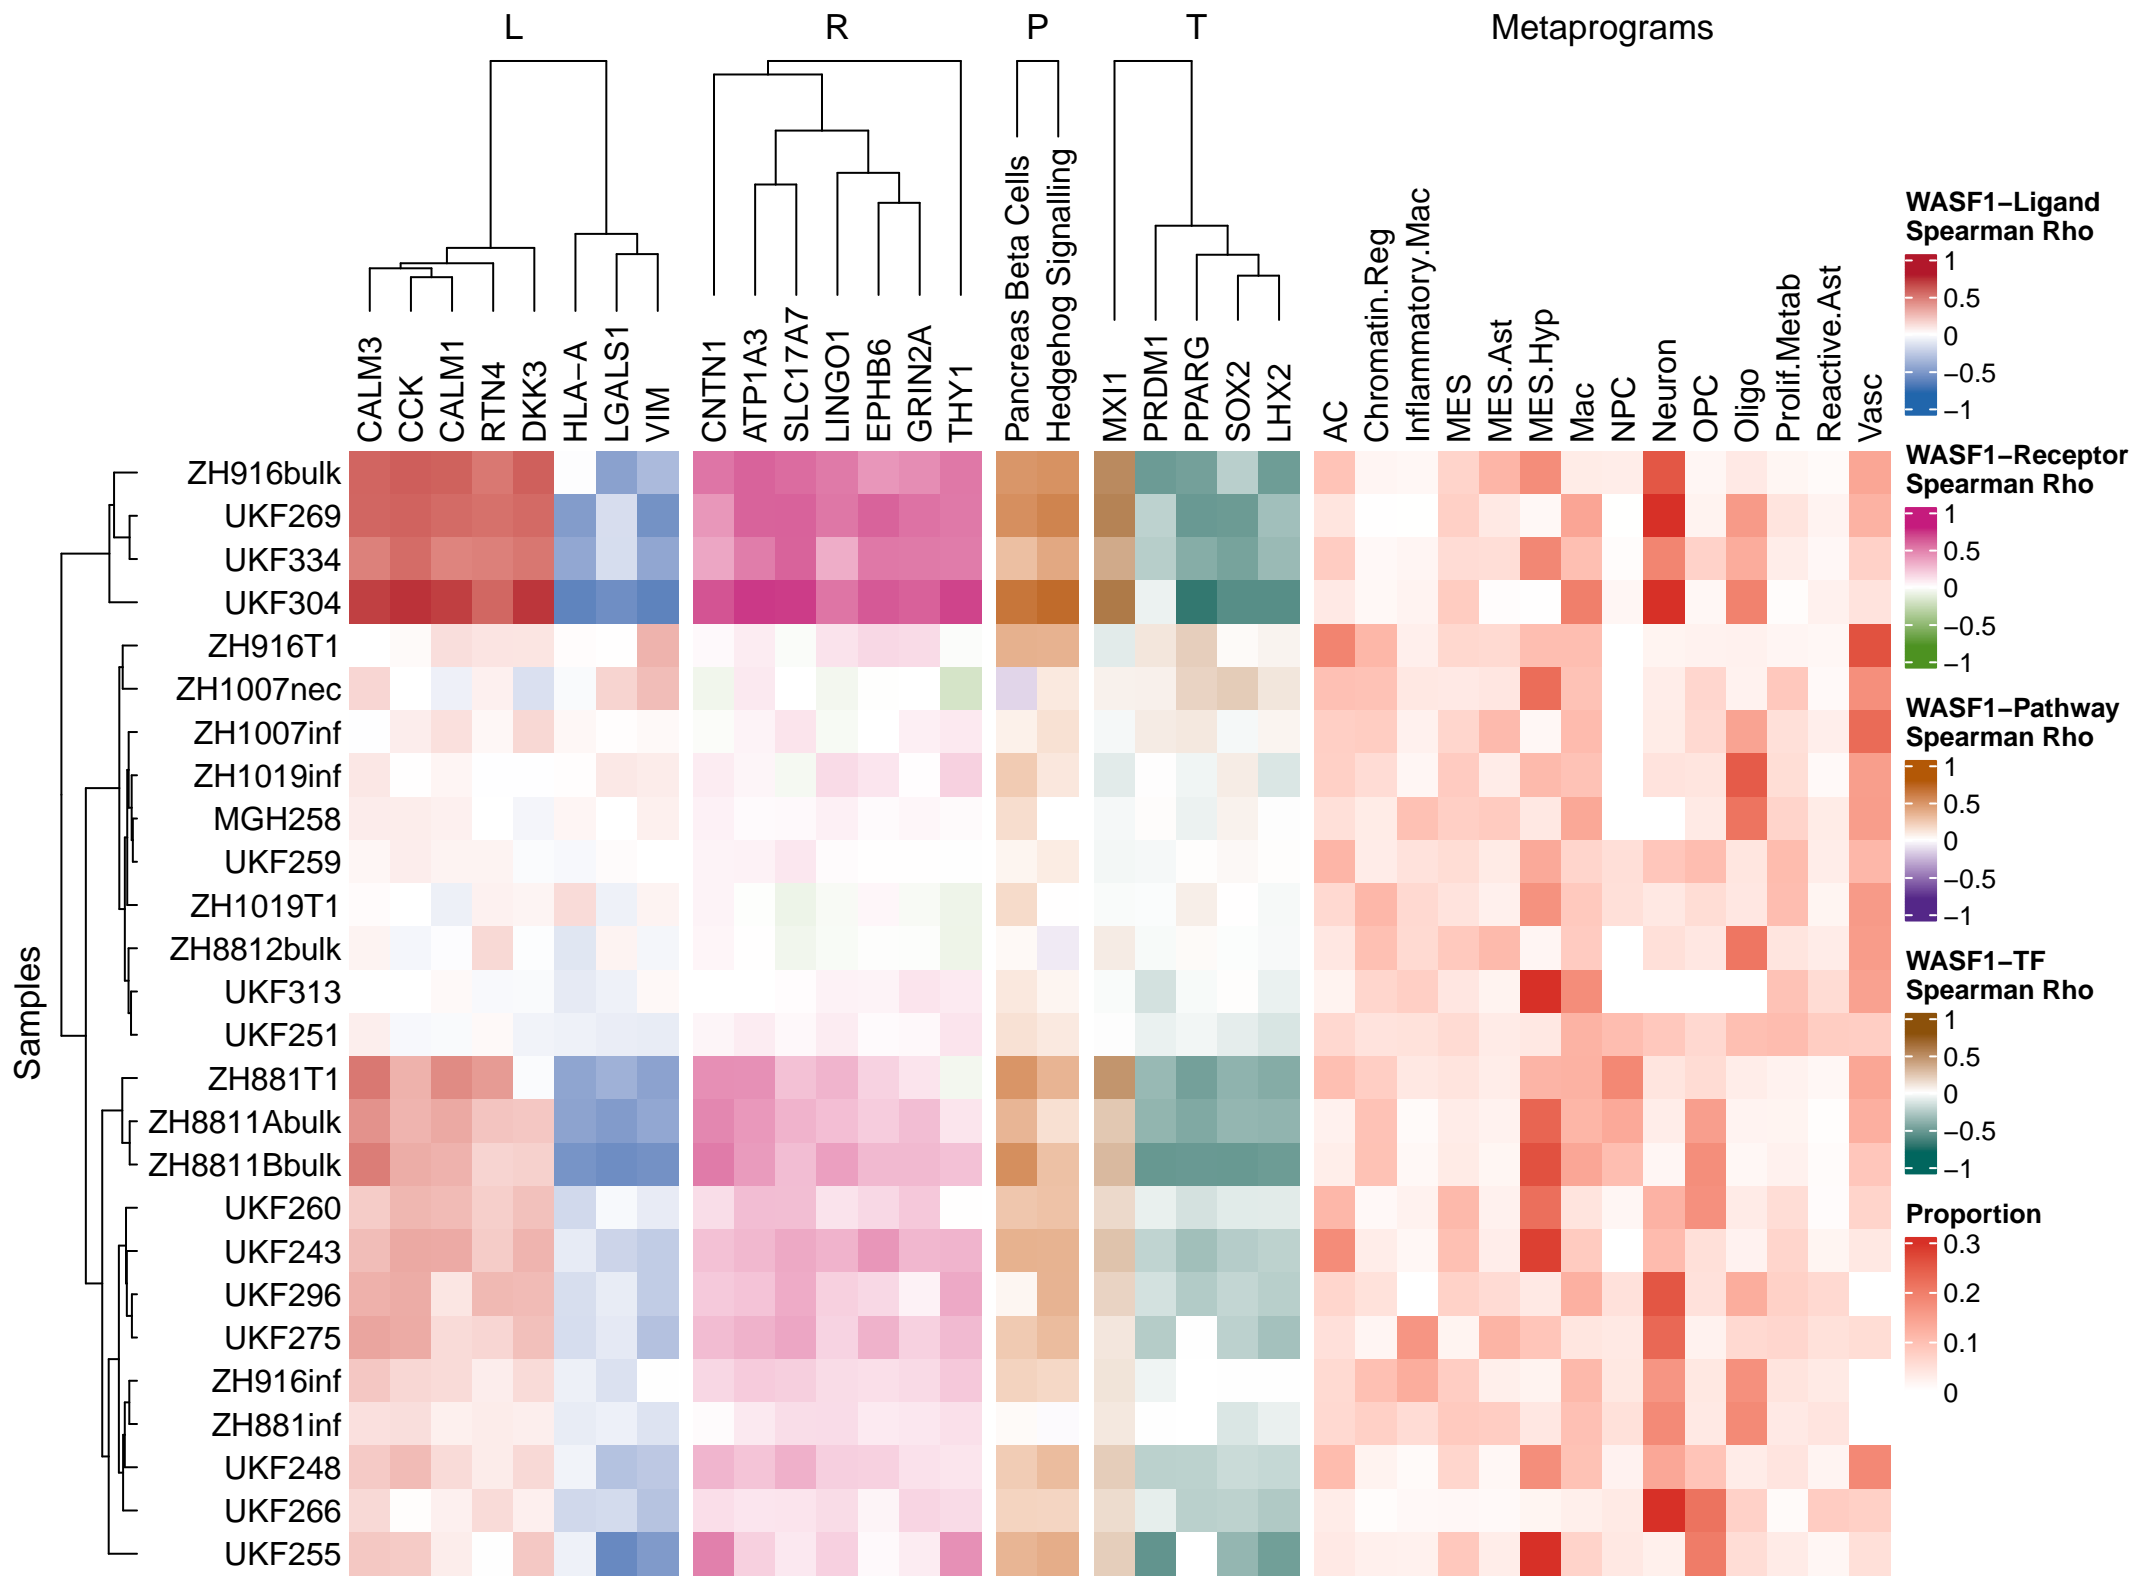 L R P T Metaprograms
CALM3
CCK
CALM1
RTN4
DKK3
HLA−A
LGALS1
VIM
CNTN1
ATP1A3
SLC17A7
LINGO1
EPHB6
GRIN2A
THY1
Pancreas Beta Cells
Hedgehog Signalling
MXI1
PRDM1
PPARG
SOX2
LHX2
AC
Chromatin.Reg
Inflammatory.Mac
MES
MES.Ast
MES.Hyp
Mac
NPC
Neuron
OPC
Oligo
Prolif.Metab
Reactive.Ast
Vasc
Samples
ZH916bulk
UKF269
UKF334
UKF304
ZH916T1
ZH1007nec
ZH1007inf
ZH1019inf
MGH258
UKF259
ZH1019T1
ZH8812bulk
UKF313
UKF251
ZH881T1
ZH8811Abulk
ZH8811Bbulk
UKF260
UKF243
UKF296
UKF275
ZH916inf
ZH881inf
UKF248
UKF266
UKF255
WASF1−Ligand
Spearman Rho
1
0.5
0
−0.5
−1
WASF1−Receptor
Spearman Rho
1
0.5
0
−0.5
−1
WASF1−Pathway
Spearman Rho
1
0.5
0
−0.5
−1
WASF1−TF
Spearman Rho
1
0.5
0
−0.5
−1
Proportion
0.3
0.2
0.1
0